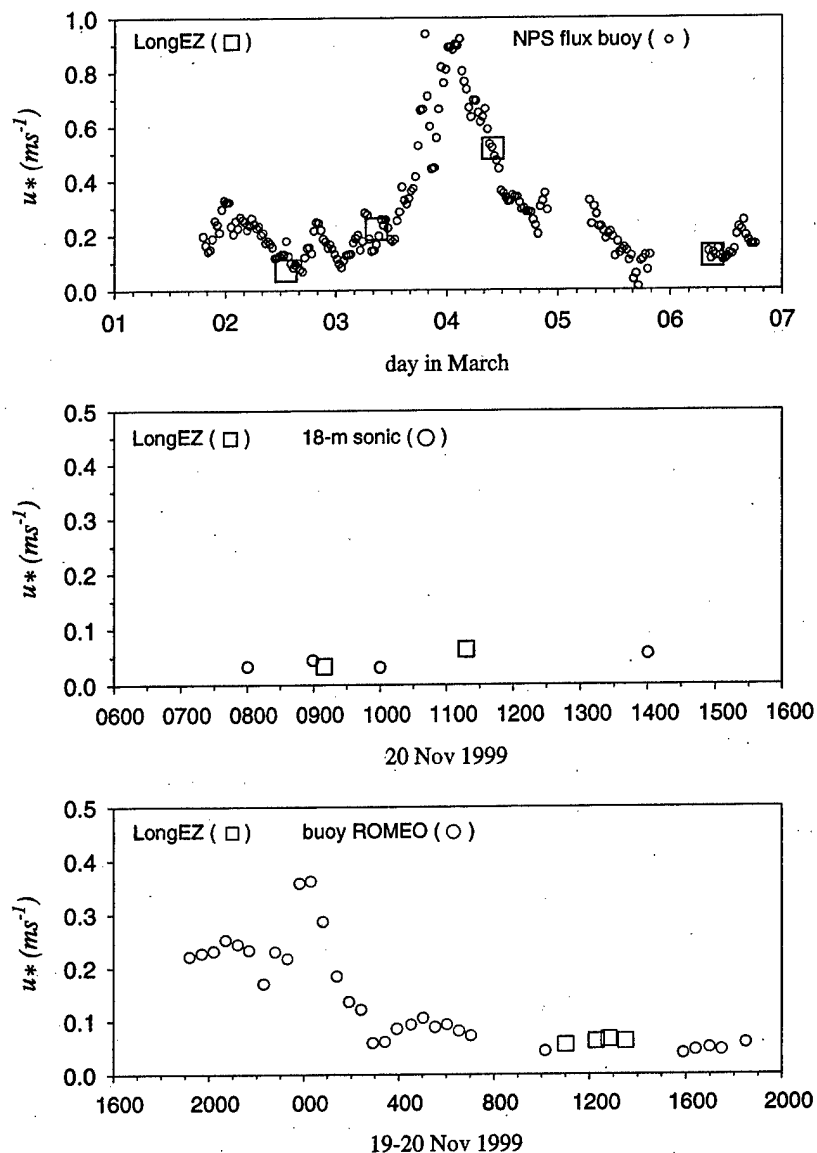 LongEZ ( □ ) NPS flux buoy ( ○ )
1.0
0.8
0.6
0.4
0.2
0.0
u* (ms⁻¹)
01 02 03 04 05 06 07
day in March
LongEZ ( □ ) 18-m sonic ( ○ )
0.5
0.4
0.3
0.2
0.1
0.0
u* (ms⁻¹)
0600 0700 0800 0900 1000 1100 1200 1300 1400 1500 1600
20 Nov 1999
LongEZ ( □ ) buoy ROMEO ( ○ )
0.5
0.4
0.3
0.2
0.1
0.0
u* (ms⁻¹)
1600 2000 000 400 800 1200 1600 2000
19-20 Nov 1999